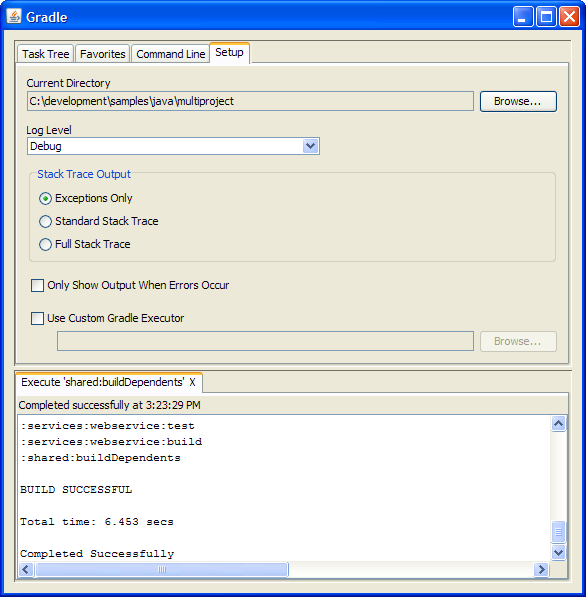 Gradle
Task Tree Favorites Command Line Setup
Current Directory
C:\development\samples\java\multiproject
Browse...
Log Level
Debug
Stack Trace Output
Exceptions Only
Standard Stack Trace
Full Stack Trace
Only Show Output When Errors Occur
Use Custom Gradle Executor
Browse...
Execute 'shared:buildDependents' X
Completed successfully at 3:23:29 PM
:services:webservice:test
:services:webservice:build
:shared:buildDependents
BUILD SUCCESSFUL
Total time: 6.453 secs
Completed Successfully